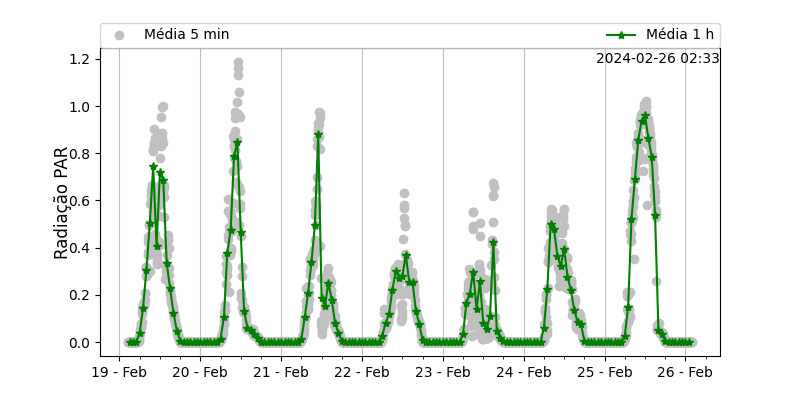 Média 5 min
Média 1 h
2024-02-26 02:33
Radiação PAR
1.2
1.0
0.8
0.6
0.4
0.2
0.0
19 - Feb 20 - Feb 21 - Feb 22 - Feb 23 - Feb 24 - Feb 25 - Feb 26 - Feb